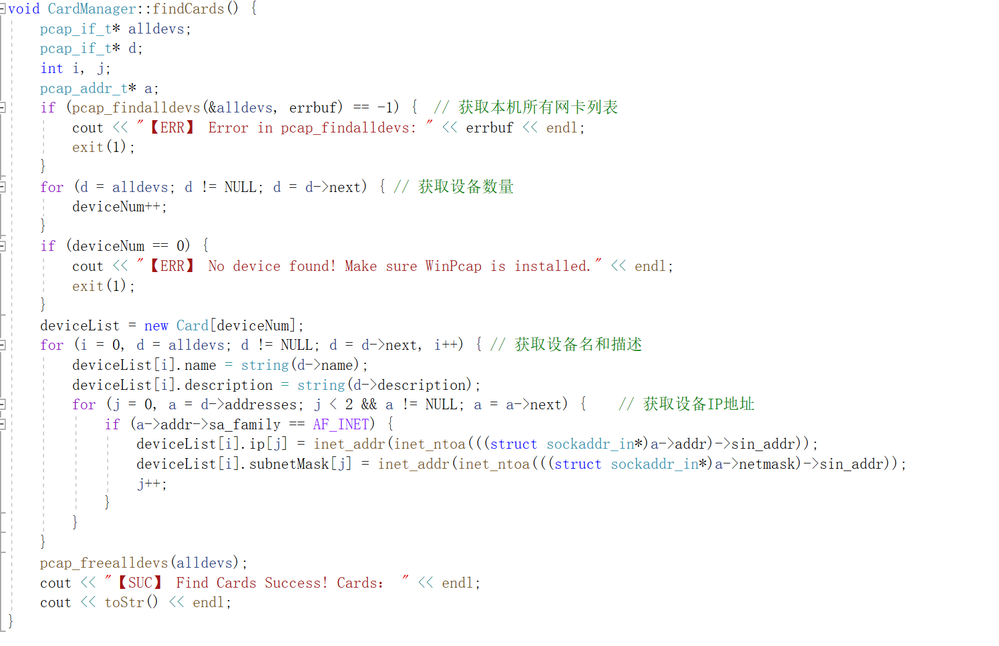 void CardManager::findCards() {
    pcap_if_t* alldevs;
    pcap_if_t* d;
    int i, j;
    pcap_addr_t* a;
    if (pcap_findalldevs(&alldevs, errbuf) == -1) {  // 获取本机所有网卡列表
        cout << "【ERR】 Error in pcap_findalldevs: " << errbuf << endl;
        exit(1);
    }
    for (d = alldevs; d != NULL; d = d->next) { // 获取设备数量
        deviceNum++;
    }
    if (deviceNum == 0) {
        cout << "【ERR】 No device found! Make sure WinPcap is installed." << endl;
        exit(1);
    }
    deviceList = new Card[deviceNum];
    for (i = 0, d = alldevs; d != NULL; d = d->next, i++) { // 获取设备名和描述
        deviceList[i].name = string(d->name);
        deviceList[i].description = string(d->description);
        for (j = 0, a = d->addresses; j < 2 && a != NULL; a = a->next) {    // 获取设备IP地址
            if (a->addr->sa_family == AF_INET) {
                deviceList[i].ip[j] = inet_addr(inet_ntoa(((struct sockaddr_in*)a->addr)->sin_addr));
                deviceList[i].subnetMask[j] = inet_addr(inet_ntoa(((struct sockaddr_in*)a->netmask)->sin_addr));
                j++;
            }
        }
    }
    pcap_freealldevs(alldevs);
    cout << "【SUC】 Find Cards Success! Cards： " << endl;
    cout << toStr() << endl;
}